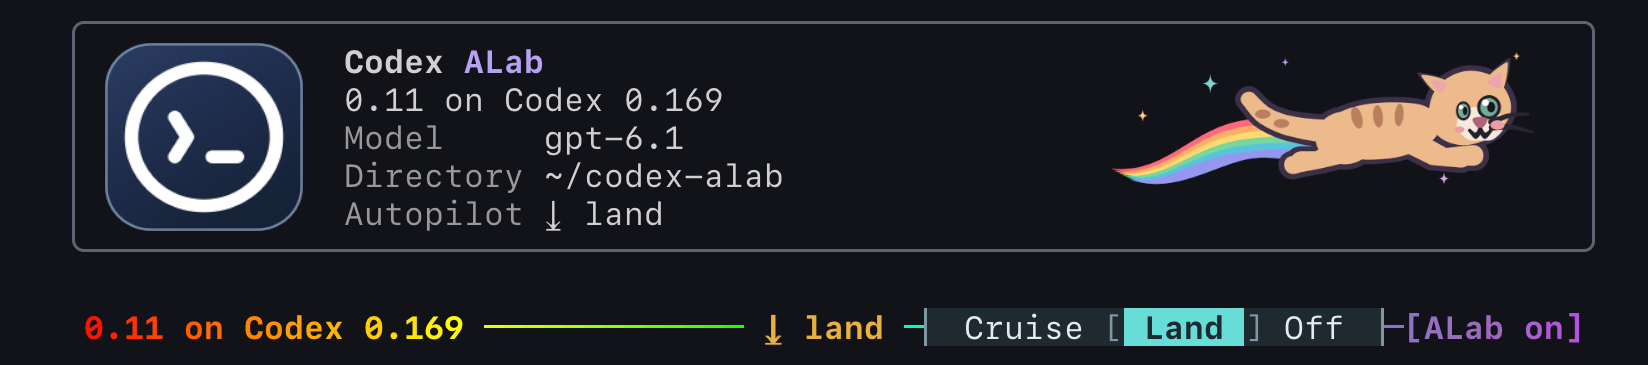 Codex ALab
0.11 on Codex 0.169
Model gpt-6.1
Directory ~/codex-alab
Autopilot ↓ land
0.11 on Codex 0.169 ↓ land Cruise [ Land ] Off [ALab on]